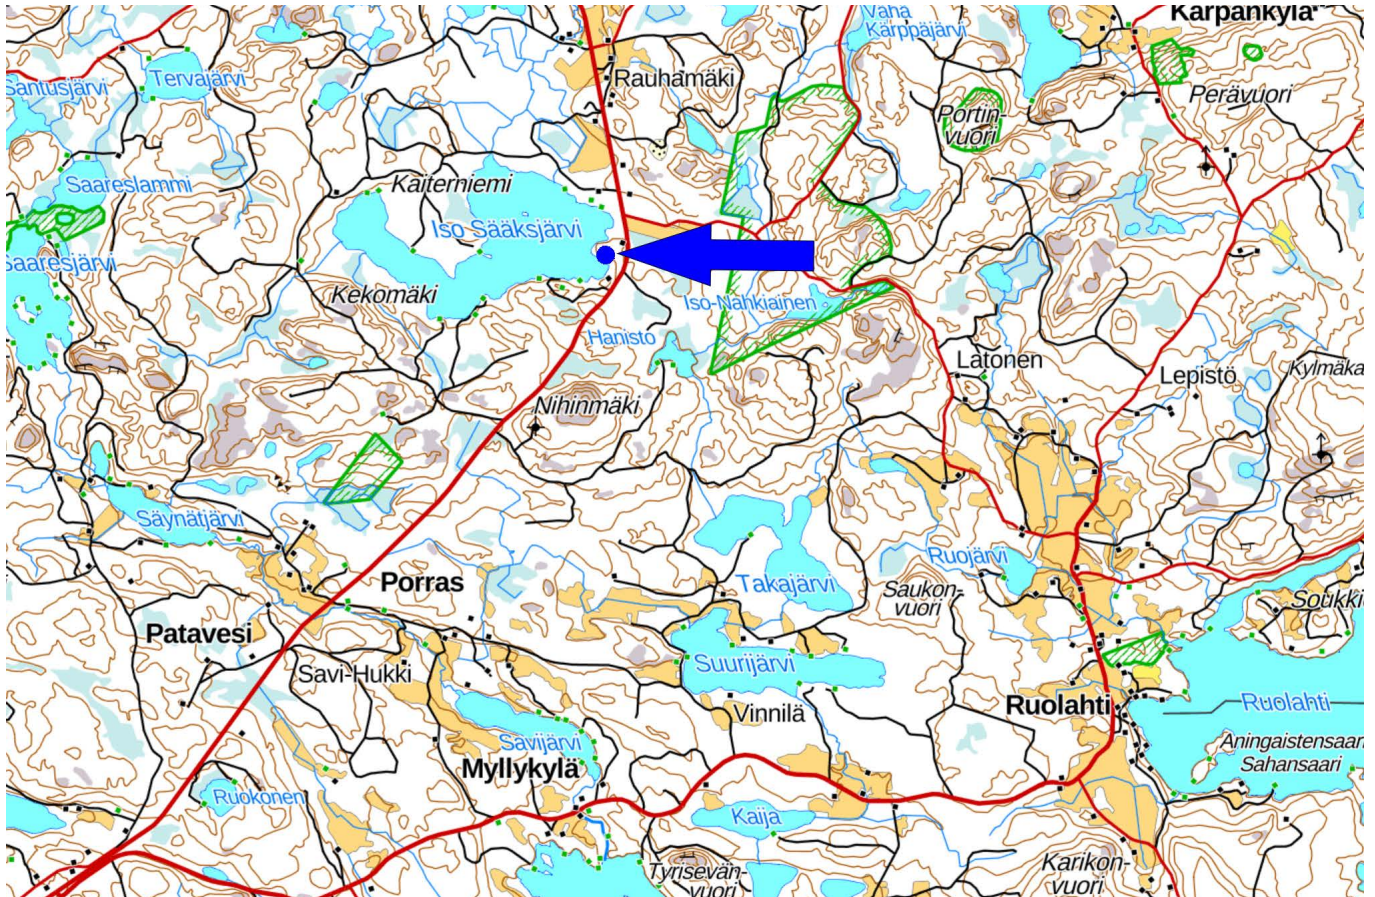 Vähä
Kärppäjärvi
Kärpänkylä
Santusjärvi
Tervajärvi
Rauhamäki
Perävuori
Portin-
vuori
Saareslammi
Kaiterniemi
Iso Sääksjärvi
Saaresjärvi
Kekomäki
Iso-Nahkiainen
Hanisto
Latonen
Lepistö
Kylmäka
Nihinmäki
Säynätjärvi
Ruojärvi
Porras
Takajärvi
Saukon-
vuori
Soukki
Patavesi
Suurijärvi
Savi-Hukki
Ruolahti
Ruolahti
Vinnilä
Savijärvi
Aningaistensaari
Sahansaari
Myllykylä
Ruokonen
Kaija
Tyrisevän-
vuori
Karikon-
vuori